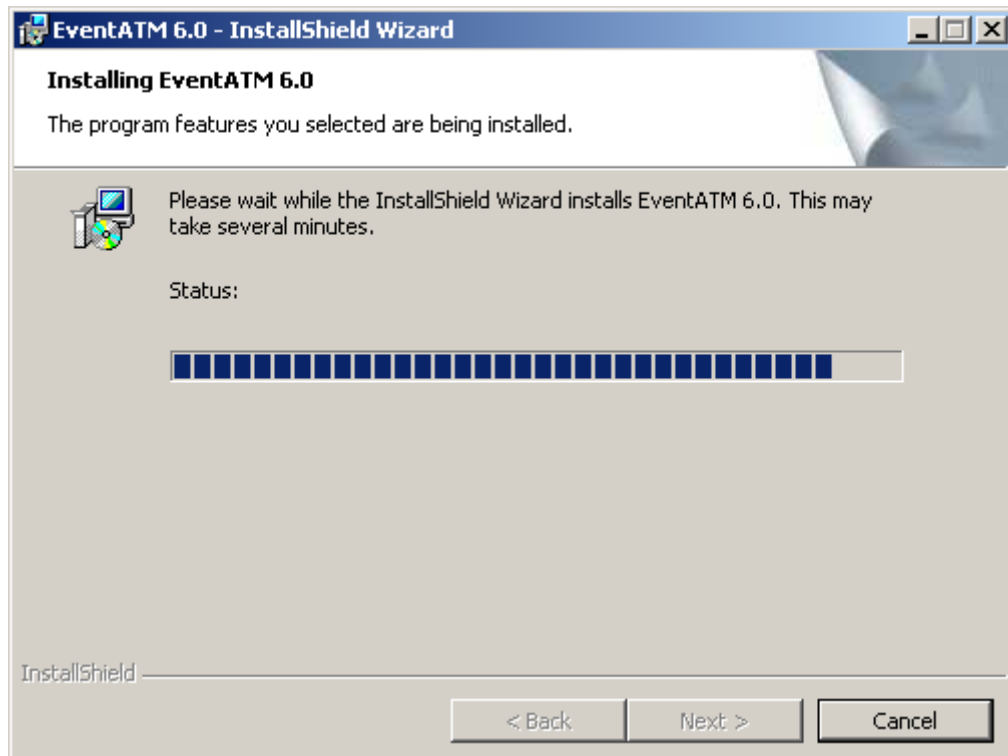 EventATM 6.0 - InstallShield Wizard
Installing EventATM 6.0
The program features you selected are being installed.
Please wait while the InstallShield Wizard installs EventATM 6.0. This may
take several minutes.
Status:
InstallShield
< Back
Next >
Cancel